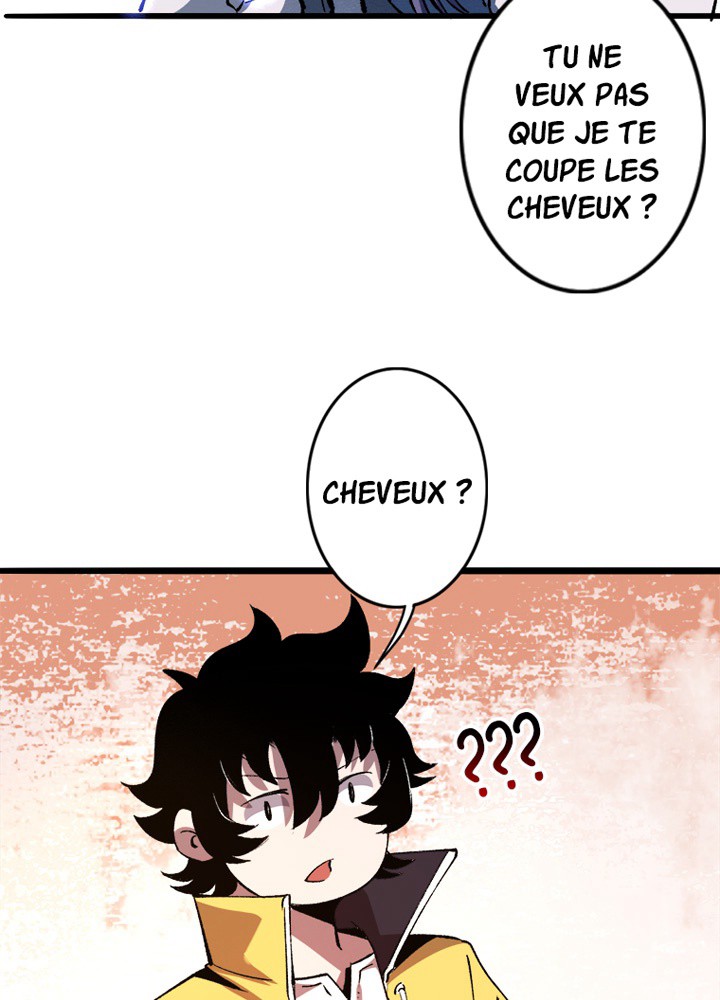 TU NE
VEUX PAS
QUE JE TE
COUPE LES
CHEVEUX ?
CHEVEUX ?
???